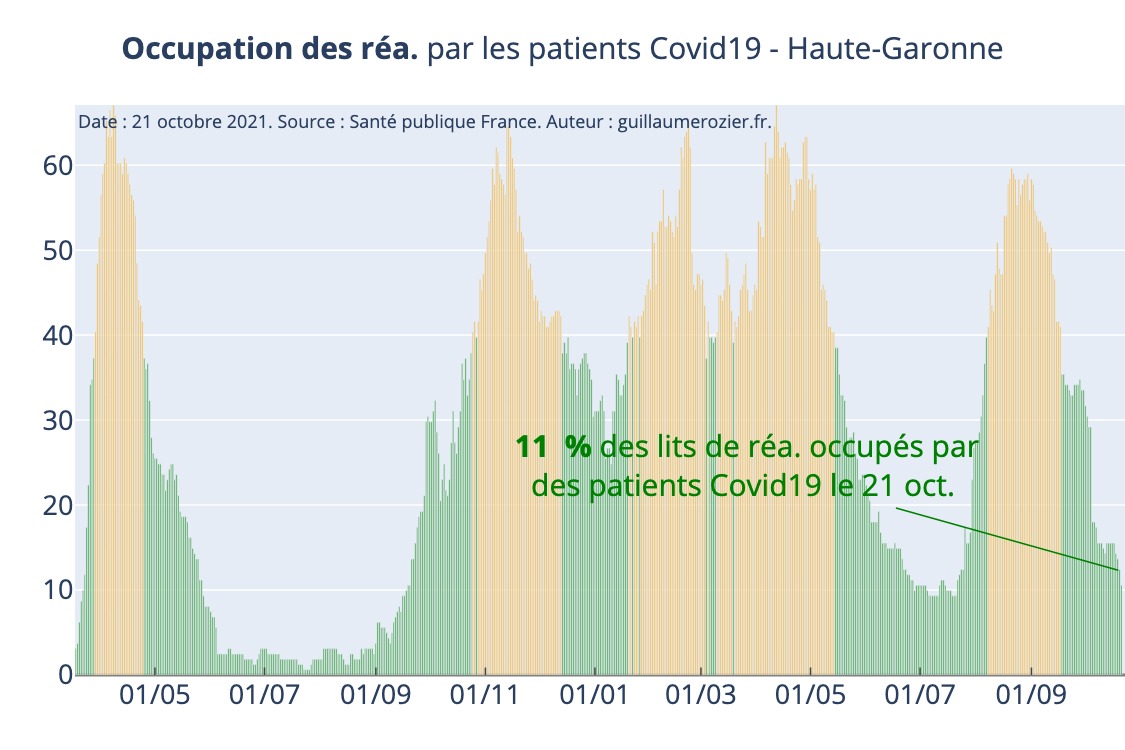 Occupation des réa. par les patients Covid19 - Haute-Garonne
Date : 21 octobre 2021. Source : Santé publique France. Auteur : guillaumerozier.fr.
60
50
40
30
20
10
0
11 % des lits de réa. occupés par
des patients Covid19 le 21 oct.
01/05 01/07 01/09 01/11 01/01 01/03 01/05 01/07 01/09